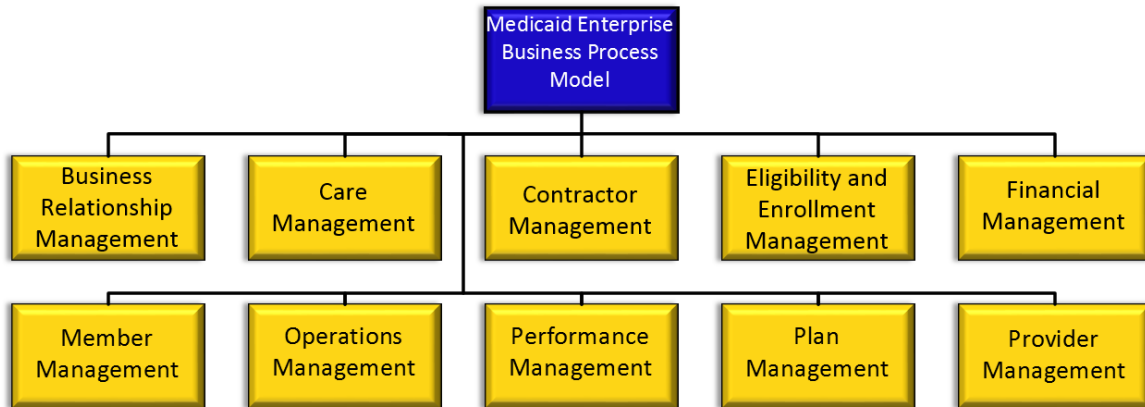 Medicaid Enterprise
Business Process
Model
Business
Relationship
Management
Care
Management
Contractor
Management
Eligibility and
Enrollment
Management
Financial
Management
Member
Management
Operations
Management
Performance
Management
Plan
Management
Provider
Management